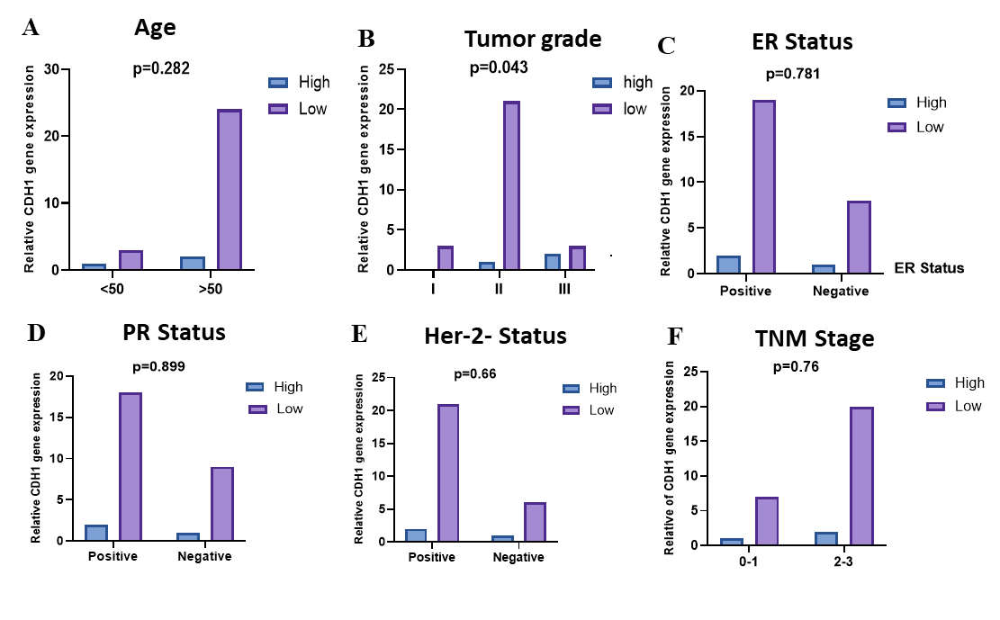 A
Age
p=0.282
High
Low
Relative CDH1 gene expression
30
20
10
0
<50
>50
B
Tumor grade
p=0.043
high
low
Relative CDH1 gene expression
25
20
15
10
5
0
I
II
III
.
C
ER Status
p=0.781
High
Low
Relative CDH1 gene expression
20
15
10
5
0
Positive
Negative
ER Status
D
PR Status
p=0.899
High
Low
Relative CDH1 gene expression
20
15
10
5
0
Positive
Negative
E
Her-2- Status
p=0.66
High
Low
Relative CDH1 gene expression
25
20
15
10
5
0
Positive
Negative
F
TNM Stage
p=0.76
High
Low
Relative of CDH1 gene expression
25
20
15
10
5
0
0-1
2-3